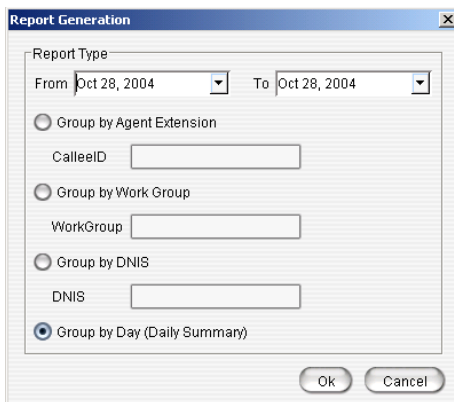 Report Generation
Report Type
From Oct 28, 2004 To Oct 28, 2004
Group by Agent Extension
CalleeID
Group by Work Group
WorkGroup
Group by DNIS
DNIS
Group by Day (Daily Summary)
Ok Cancel